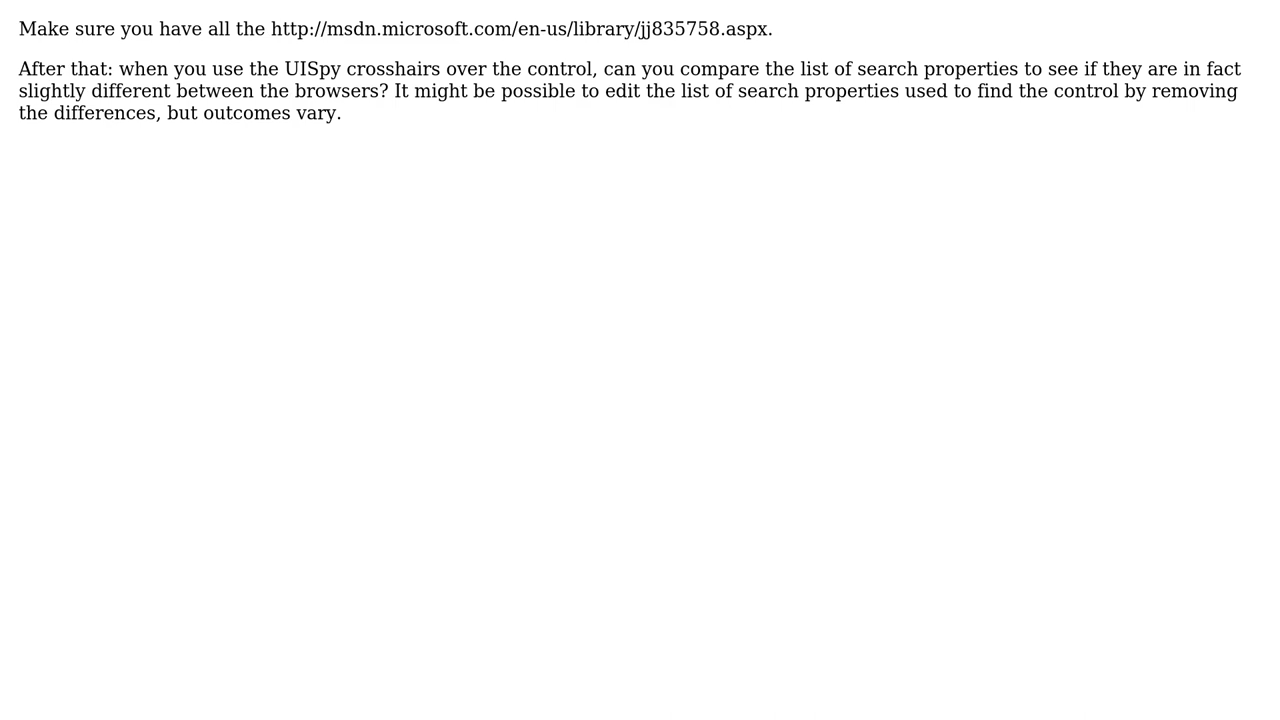 Make sure you have all the http://msdn.microsoft.com/en-us/library/jj835758.aspx.
After that: when you use the UISpy crosshairs over the control, can you compare the list of search properties to see if they are in fact
slightly different between the browsers? It might be possible to edit the list of search properties used to find the control by removing
the differences, but outcomes vary.